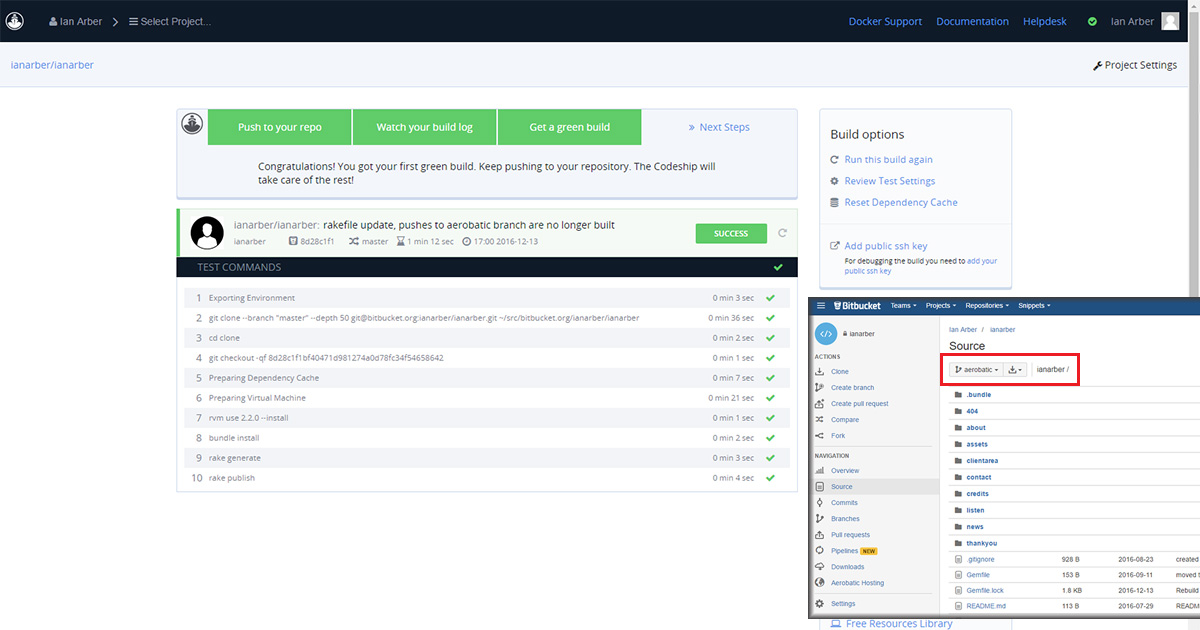 Ian Arber Select Project... Docker Support Documentation Helpdesk Ian Arber
ianarber/ianarber Project Settings
Push to your repo Watch your build log Get a green build » Next Steps
Congratulations! You got your first green build. Keep pushing to your repository. The Codeship will
take care of the rest!
ianarber/ianarber: rakefile update, pushes to aerobatic branch are no longer built
ianarber 8d28c1f1 master 1 min 12 sec 17:00 2016-12-13
SUCCESS
TEST COMMANDS
1 Exporting Environment 0 min 3 sec
2 git clone --branch "master" --depth 50 git@bitbucket.org:ianarber/ianarber.git ~/src/bitbucket.org/ianarber/ianarber 0 min 36 sec
3 cd clone 0 min 2 sec
4 git checkout -qf 8d28c1f1bf40471d981274a0d78fc34f54658642 0 min 1 sec
5 Preparing Dependency Cache 0 min 7 sec
6 Preparing Virtual Machine 0 min 21 sec
7 rvm use 2.2.0 --install 0 min 1 sec
8 bundle install 0 min 2 sec
9 rake generate 0 min 3 sec
10 rake publish 0 min 4 sec
Build options
Run this build again
Review Test Settings
Reset Dependency Cache
Add public ssh key
For debugging the build you need to add your
public ssh key
Bitbucket Teams Projects Repositories Snippets
ianarber
ACTIONS
Clone
Create branch
Create pull request
Compare
Fork
NAVIGATION
Overview
Source
Commits
Branches
Pull requests
Pipelines NEW
Downloads
Aerobatic Hosting
Settings
Ian Arber / ianarber
Source
aerobatic ianarber /
.bundle
404
about
assets
clientarea
contact
credits
listen
news
thankyou
.gitignore 928 B 2016-08-23 created
Gemfile 153 B 2016-09-11 moved t
Gemfile.lock 1.8 KB 2016-12-13 Rebuild
README.md 113 B 2016-07-29 READM
Free Resources Library